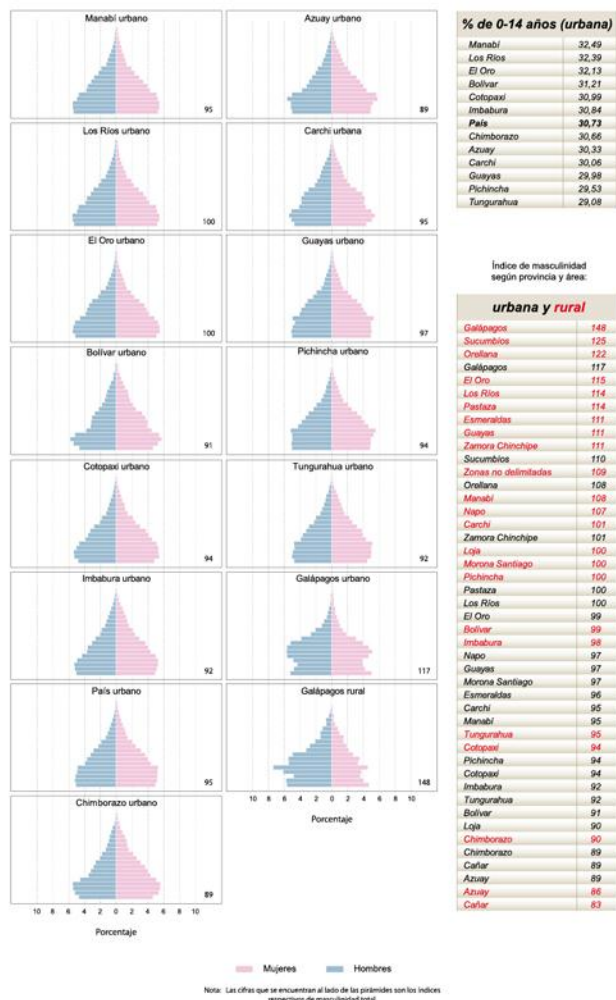 Manabí urbano
95
Los Ríos urbano
100
El Oro urbano
100
Bolívar urbano
91
Cotopaxi urbano
94
Imbabura urbano
92
País urbano
95
Chimborazo urbano
89
10 8 6 4 2 0 2 4 6 8 10
Porcentaje
Azuay urbano
89
Carchi urbana
95
Guayas urbano
97
Pichincha urbano
94
Tungurahua urbano
92
Galápagos urbano
117
Galápagos rural
148
10 8 6 4 2 0 2 4 6 8 10
Porcentaje
% de 0-14 años (urbana)
Manabí 32,49
Los Ríos 32,39
El Oro 32,13
Bolívar 31,21
Cotopaxi 30,99
Imbabura 30,84
País 30,73
Chimborazo 30,66
Azuay 30,33
Carchi 30,06
Guayas 29,98
Pichincha 29,53
Tungurahua 29,08
Índice de masculinidad
según provincia y área:
urbana y rural
Galápagos 148
Sucumbíos 125
Orellana 122
Galápagos 117
El Oro 115
Los Ríos 114
Pastaza 114
Esmeraldas 111
Guayas 111
Zamora Chinchipe 111
Sucumbíos 110
Zonas no delimitadas 109
Orellana 108
Manabí 108
Napo 107
Carchi 101
Zamora Chinchipe 101
Loja 100
Morona Santiago 100
Pichincha 100
Pastaza 100
Los Ríos 100
El Oro 99
Bolívar 99
Imbabura 98
Napo 97
Guayas 97
Morona Santiago 97
Esmeraldas 96
Carchi 95
Manabí 95
Tungurahua 95
Cotopaxi 94
Pichincha 94
Cotopaxi 94
Imbabura 92
Tungurahua 92
Bolívar 91
Loja 90
Chimborazo 90
Chimborazo 89
Cañar 89
Azuay 89
Azuay 86
Cañar 83
Mujeres Hombres
Nota: Las cifras que se encuentran al lado de las pirámides son los índices
respectivos de masculinidad total